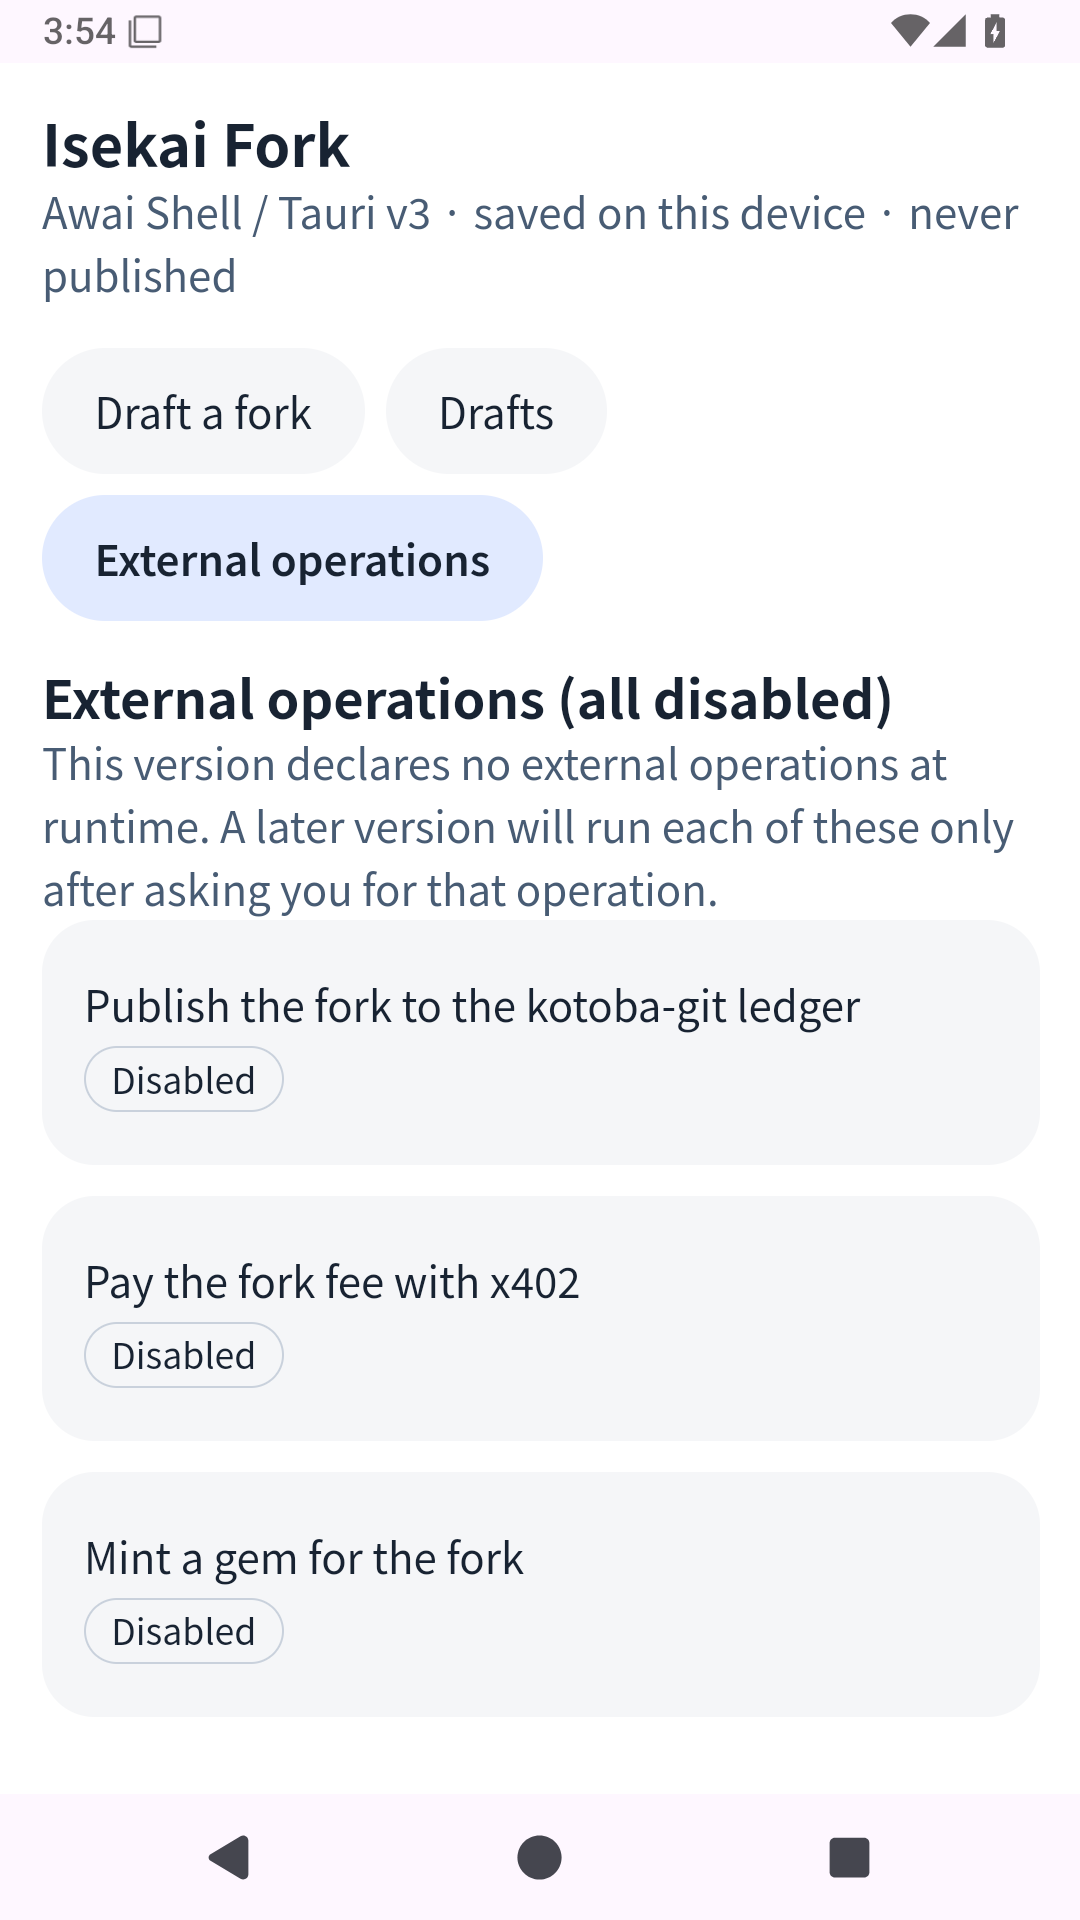 3:54
Isekai Fork
Awai Shell / Tauri v3 · saved on this device · never
published
Draft a fork
Drafts
External operations
External operations (all disabled)
This version declares no external operations at
runtime. A later version will run each of these only
after asking you for that operation.
Publish the fork to the kotoba-git ledger
Disabled
Pay the fork fee with x402
Disabled
Mint a gem for the fork
Disabled